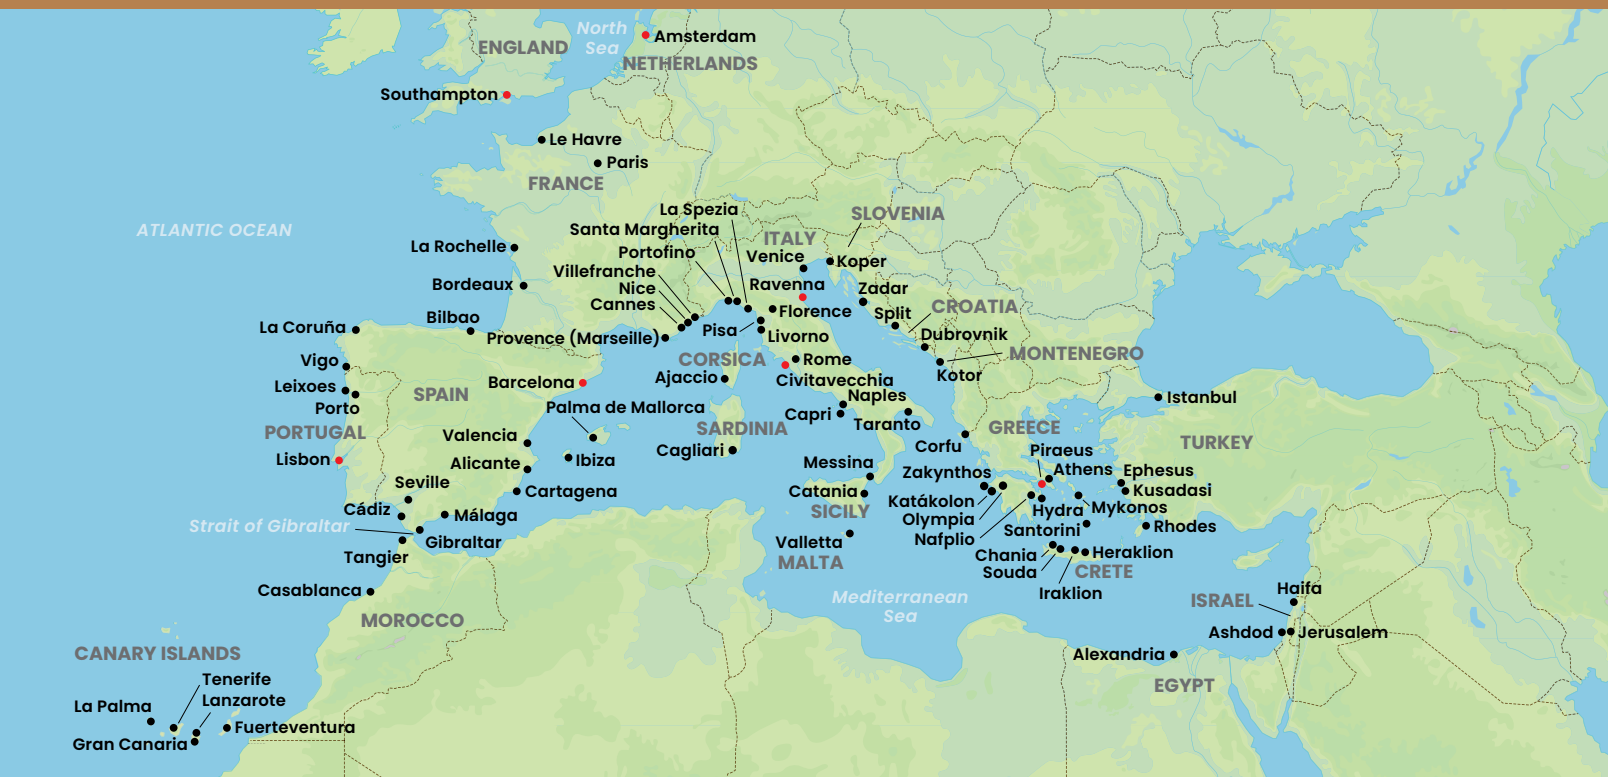 North
Sea
Amsterdam
ENGLAND
NETHERLANDS
Southampton
Le Havre
Paris
FRANCE
La Spezia
SLOVENIA
Santa Margherita
ATLANTIC OCEAN
ITALY
La Rochelle
Portofino
Venice
Koper
Villefranche
Bordeaux
Nice
Ravenna
Zadar
Cannes
CROATIA
Florence
Split
Bilbao
La Coruña
Pisa
Provence (Marseille)
Livorno
Dubrovnik
MONTENEGRO
Vigo
CORSICA
Rome
Kotor
Ajaccio
Civitavecchia
Barcelona
Leixoes
SPAIN
Naples
Istanbul
Porto
Palma de Mallorca
Capri
Taranto
SARDINIA
GREECE
PORTUGAL
Valencia
TURKEY
Corfu
Cagliari
Piraeus
Lisbon
Ibiza
Alicante
Messina
Athens
Ephesus
Zakynthos
Seville
Cartagena
Catania
Kusadasi
Katákolon
Cádiz
SICILY
Hydra
Mykonos
Málaga
Olympia
Strait of Gibraltar
Santorini
Rhodes
Nafplio
Gibraltar
Valletta
Tangier
Chania
Heraklion
MALTA
Souda
CRETE
Casablanca
Iraklion
Haifa
Mediterranean
Sea
ISRAEL
MOROCCO
Ashdod
Jerusalem
CANARY ISLANDS
Alexandria
Tenerife
EGYPT
Lanzarote
La Palma
Fuerteventura
Gran Canaria